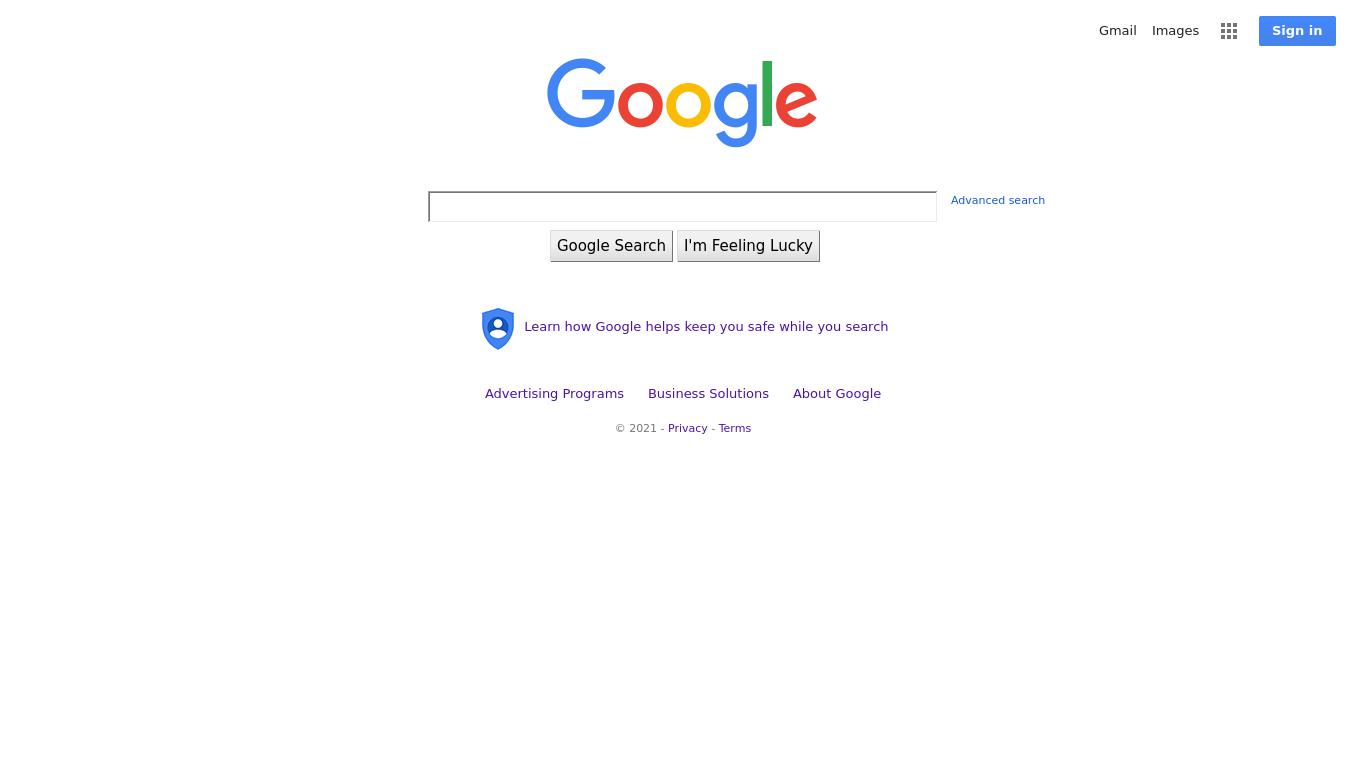 Gmail Images Sign in
Google
Advanced search
Google Search I'm Feeling Lucky
Learn how Google helps keep you safe while you search
Advertising Programs Business Solutions About Google
© 2021 - Privacy - Terms